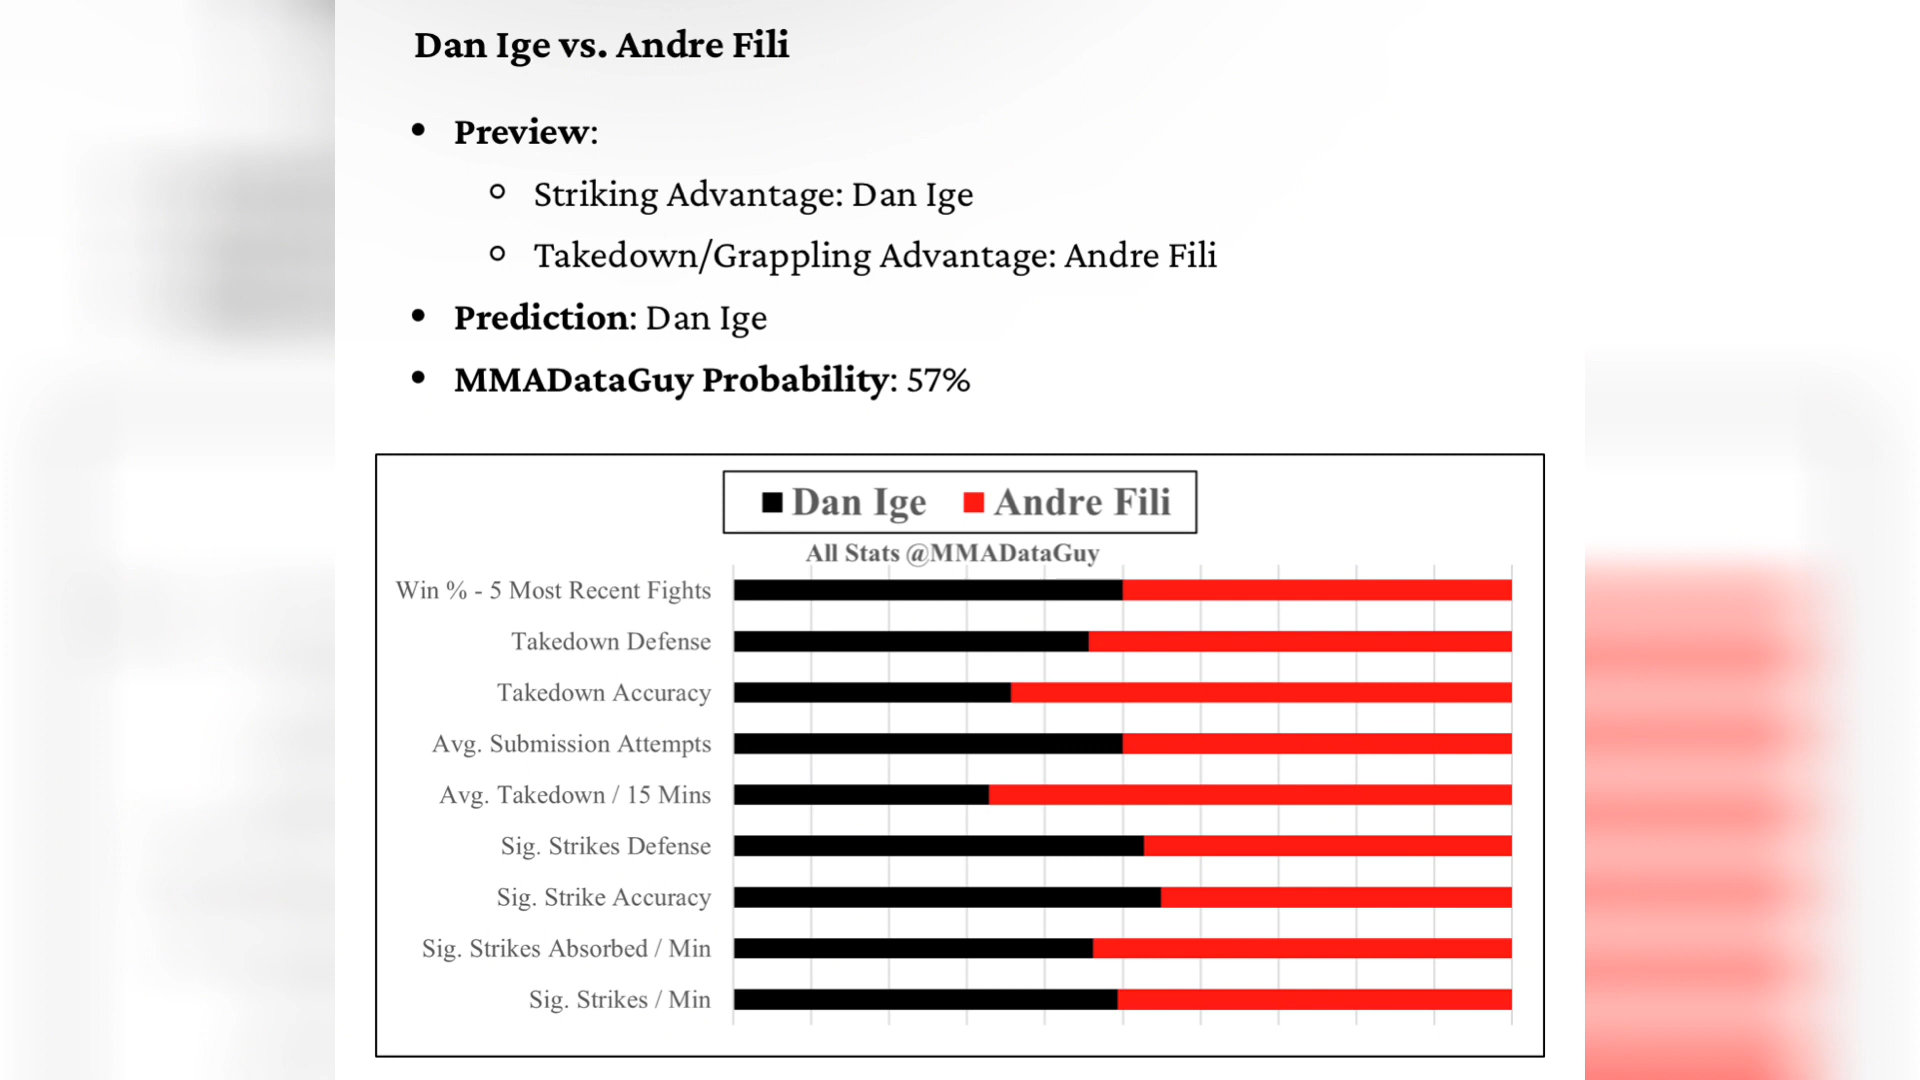 Dan Ige vs. Andre Fili
Preview:
Striking Advantage: Dan Ige
Takedown/Grappling Advantage: Andre Fili
Prediction: Dan Ige
MMADataGuy Probability: 57%
Dan Ige Andre Fili
All Stats @MMADataGuy
Win % - 5 Most Recent Fights
Takedown Defense
Takedown Accuracy
Avg. Submission Attempts
Avg. Takedown / 15 Mins
Sig. Strikes Defense
Sig. Strike Accuracy
Sig. Strikes Absorbed / Min
Sig. Strikes / Min